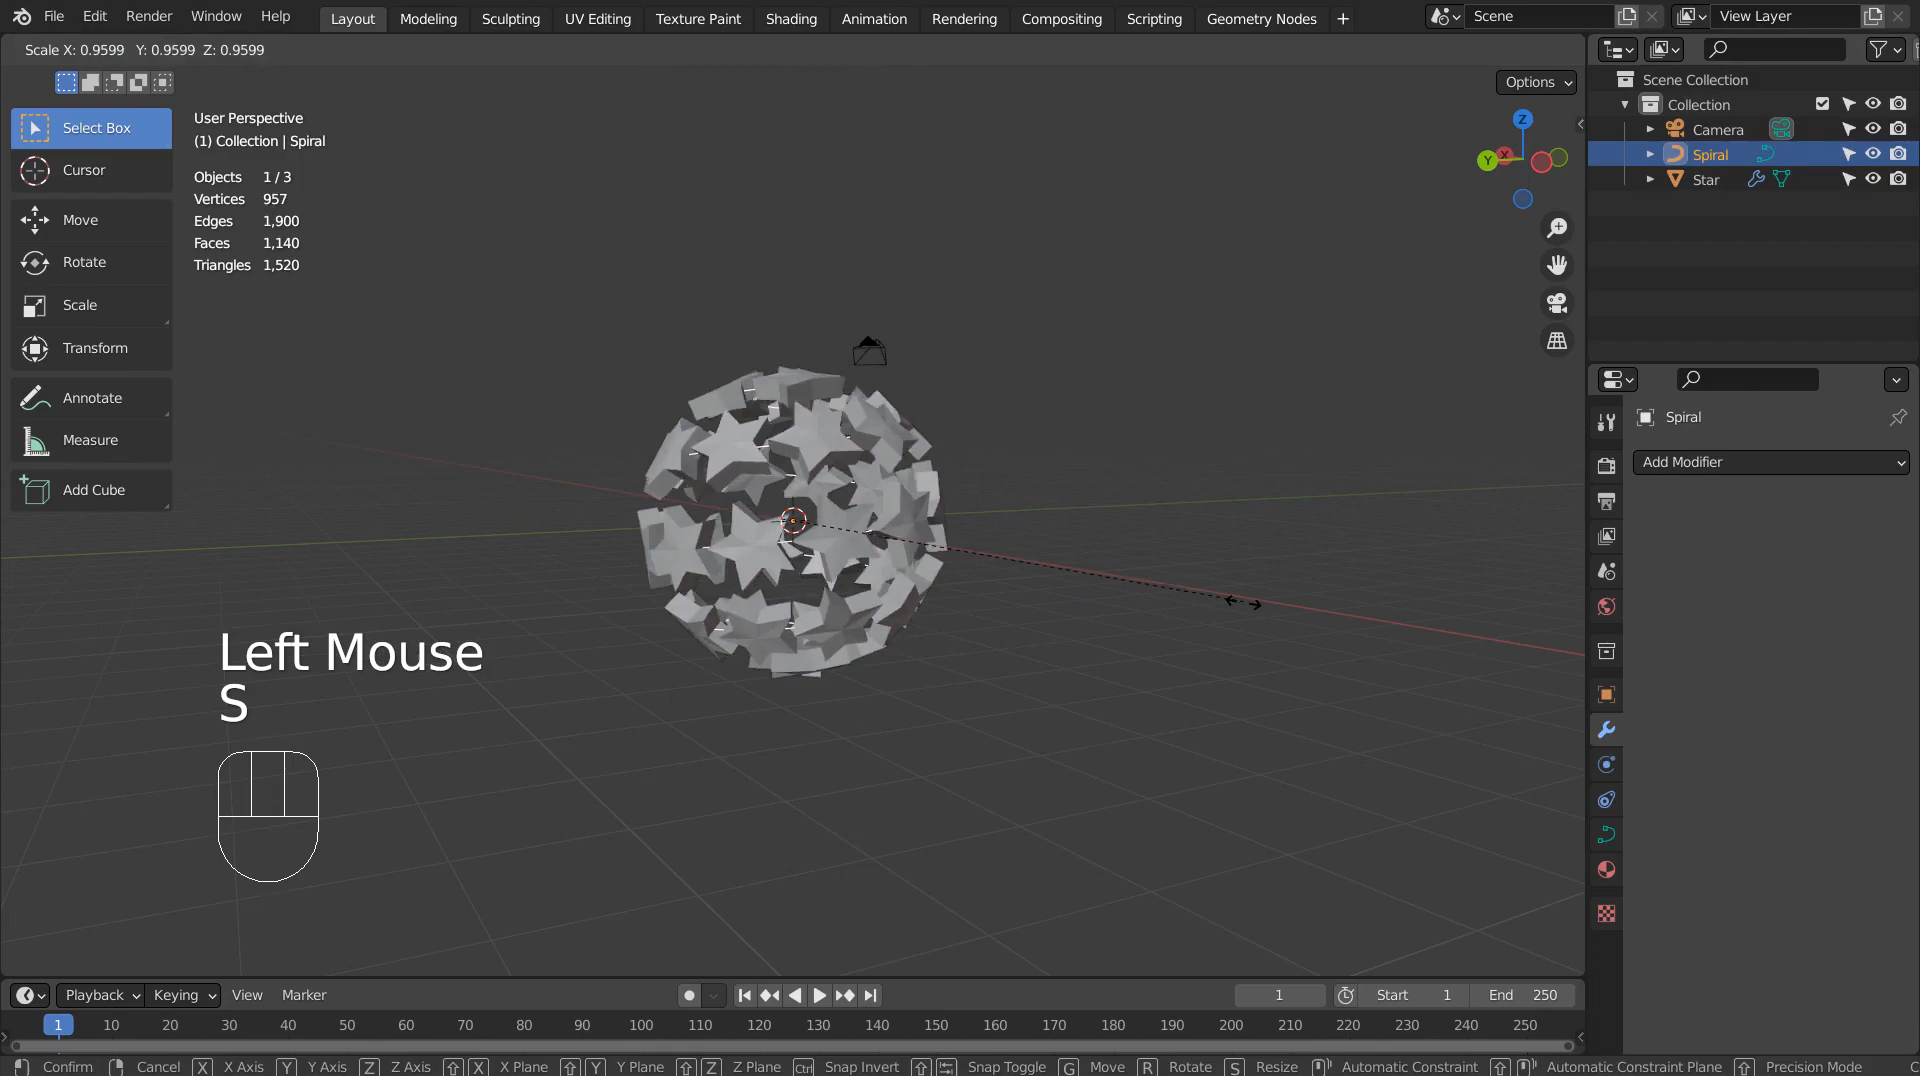 File Edit Render Window Help Layout Modeling Sculpting UV Editing Texture Paint Shading Animation Rendering Compositing Scripting Geometry Nodes + Scene View Layer
Scale X: 0.9599 Y: 0.9599 Z: 0.9599
Options
Select Box
Cursor
Move
Rotate
Scale
Transform
Annotate
Measure
Add Cube
User Perspective
(1) Collection | Spiral
Objects 1 / 3
Vertices 957
Edges 1,900
Faces 1,140
Triangles 1,520
Z
X
Y
Scene Collection
Collection
Camera
Spiral
Star
Spiral
Add Modifier
Left Mouse
S
Playback Keying View Marker 1 Start 1 End 250
1 10 20 30 40 50 60 70 80 90 100 110 120 130 140 150 160 170 180 190 200 210 220 230 240 250
Confirm Cancel X X Axis Y Y Axis Z Z Axis X X Plane Y Y Plane Z Z Plane Ctrl Snap Invert Snap Toggle G Move R Rotate S Resize Automatic Constraint Automatic Constraint Plane Precision Mode